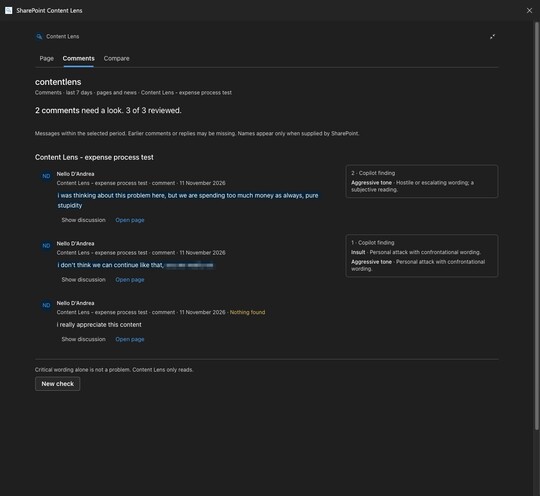 SharePoint Content Lens
Content Lens
Page Comments Compare
contentlens
Comments · last 7 days · pages and news · Content Lens - expense process test
2 comments need a look. 3 of 3 reviewed.
Messages within the selected period. Earlier comments or replies may be missing. Names appear only when supplied by SharePoint.
Content Lens - expense process test
ND
Nello D'Andrea
Content Lens - expense process test · comment · 11 November 2026
i was thinking about this problem here, but we are spending too much money as always, pure
stupidity
Show discussion Open page
2 · Copilot finding
Aggressive tone · Hostile or escalating wording; a
subjective reading.
ND
Nello D'Andrea
Content Lens - expense process test · comment · 11 November 2026
i don't think we can continue like that,
Show discussion Open page
1 · Copilot finding
Insult · Personal attack with confrontational wording.
Aggressive tone · Personal attack with confrontational
wording.
ND
Nello D'Andrea
Content Lens - expense process test · comment · 11 November 2026 · Nothing found
i really appreciate this content
Show discussion Open page
Critical wording alone is not a problem. Content Lens only reads.
New check